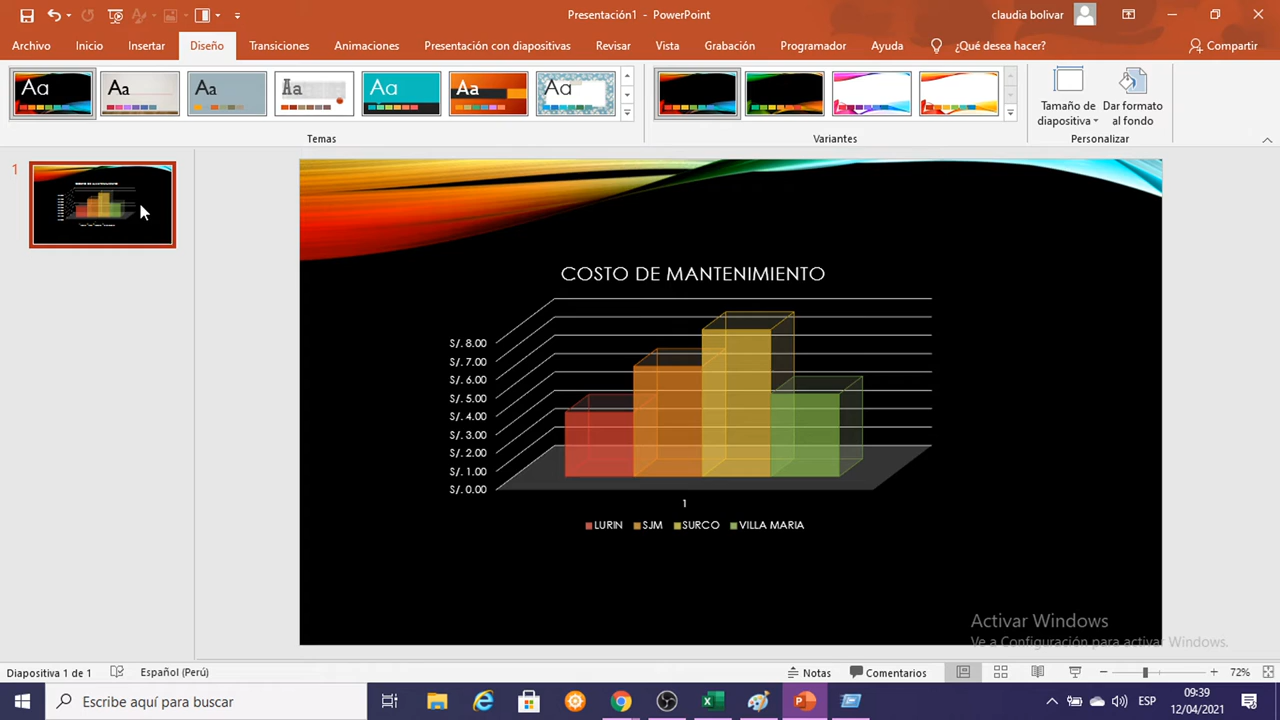 Presentación1 - PowerPoint
claudia bolivar
Archivo Inicio Insertar Diseño Transiciones Animaciones Presentación con diapositivas Revisar Vista Grabación Programador Ayuda ¿Qué desea hacer? Compartir
Aa Aa Aa Aa Aa Aa Aa
Tamaño de diapositiva
Dar formato al fondo
Temas Variantes Personalizar
1
COSTO DE MANTENIMIENTO
S/. 8.00
S/. 7.00
S/. 6.00
S/. 5.00
S/. 4.00
S/. 3.00
S/. 2.00
S/. 1.00
S/. 0.00
1
LURIN SJM SURCO VILLA MARIA
Activar Windows
Ve a Configuración para activar Windows.
Diapositiva 1 de 1 Español (Perú) Notas Comentarios 72%
Escribe aquí para buscar
ESP
09:39
12/04/2021